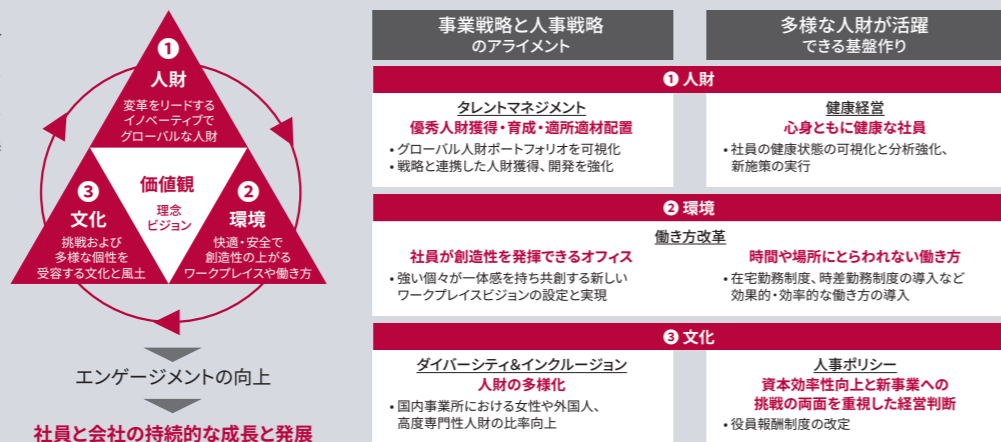 ❶
人財
変革をリードする
イノベーティブで
グローバルな人財
価値観
理念
ビジョン
❸
文化
挑戦および
多様な個性を
受容する文化と風土
❷
環境
快適・安全で
創造性の上がる
ワークプレイスや働き方
エンゲージメントの向上
社員と会社の持続的な成長と発展
事業戦略と人事戦略
のアライメント
多様な人財が活躍
できる基盤作り
❶ 人財
タレントマネジメント
優秀人財獲得・育成・適所適材配置
• グローバル人財ポートフォリオを可視化
• 戦略と連携した人財獲得、開発を強化
健康経営
心身ともに健康な社員
• 社員の健康状態の可視化と分析強化、
新施策の実行
❷ 環境
働き方改革
社員が創造性を発揮できるオフィス
• 強い個々が一体感を持ち共創する新しい
ワークプレイスビジョンの設定と実現
時間や場所にとらわれない働き方
• 在宅勤務制度、時差勤務制度の導入など
効果的・効率的な働き方の導入
❸ 文化
ダイバーシティ&インクルージョン
人財の多様化
• 国内事業所における女性や外国人、
高度専門性人財の比率向上
人事ポリシー
資本効率性向上と新事業への
挑戦の両面を重視した経営判断
• 役員報酬制度の改定